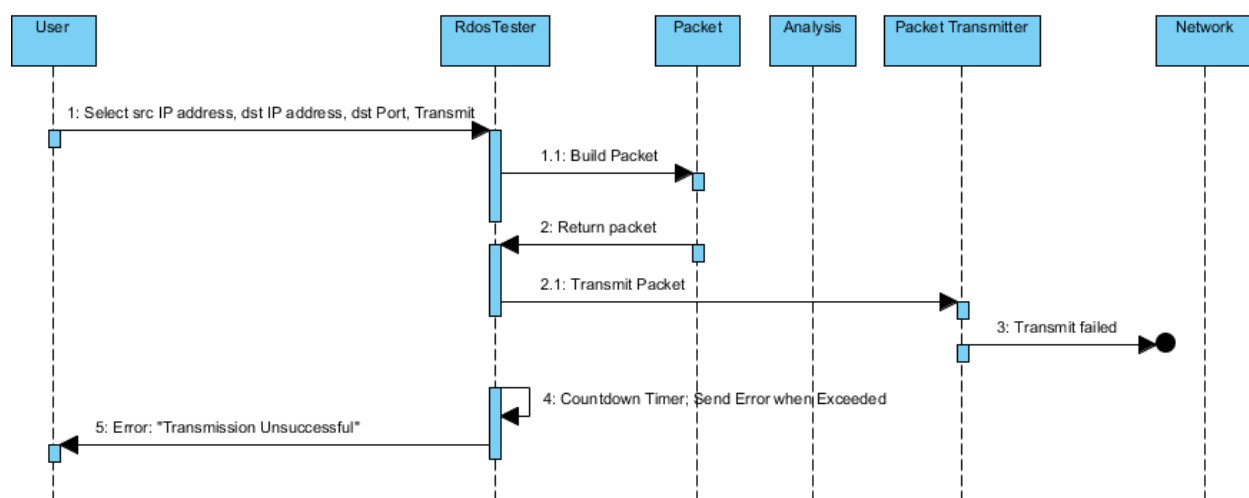 User
RdosTester
Packet
Analysis
Packet Transmitter
Network
1: Select src IP address, dst IP address, dst Port, Transmit
1.1: Build Packet
2: Return packet
2.1: Transmit Packet
3: Transmit failed
4: Countdown Timer; Send Error when Exceeded
5: Error: "Transmission Unsuccessful"